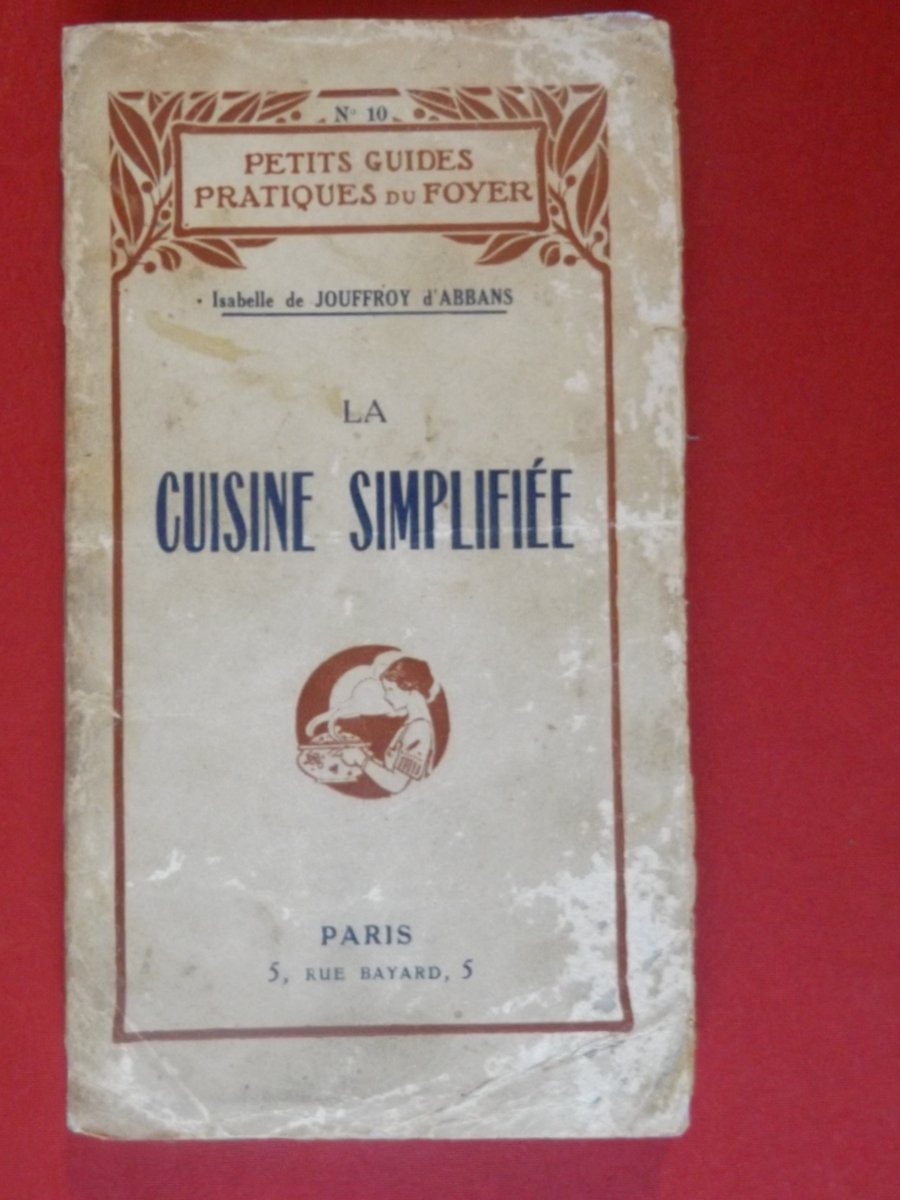 N° 10
PETITS GUIDES
PRATIQUES DU FOYER
Isabelle de JOUFFROY d'ABBANS
LA
CUISINE SIMPLIFIÉE
PARIS
5, RUE BAYARD, 5